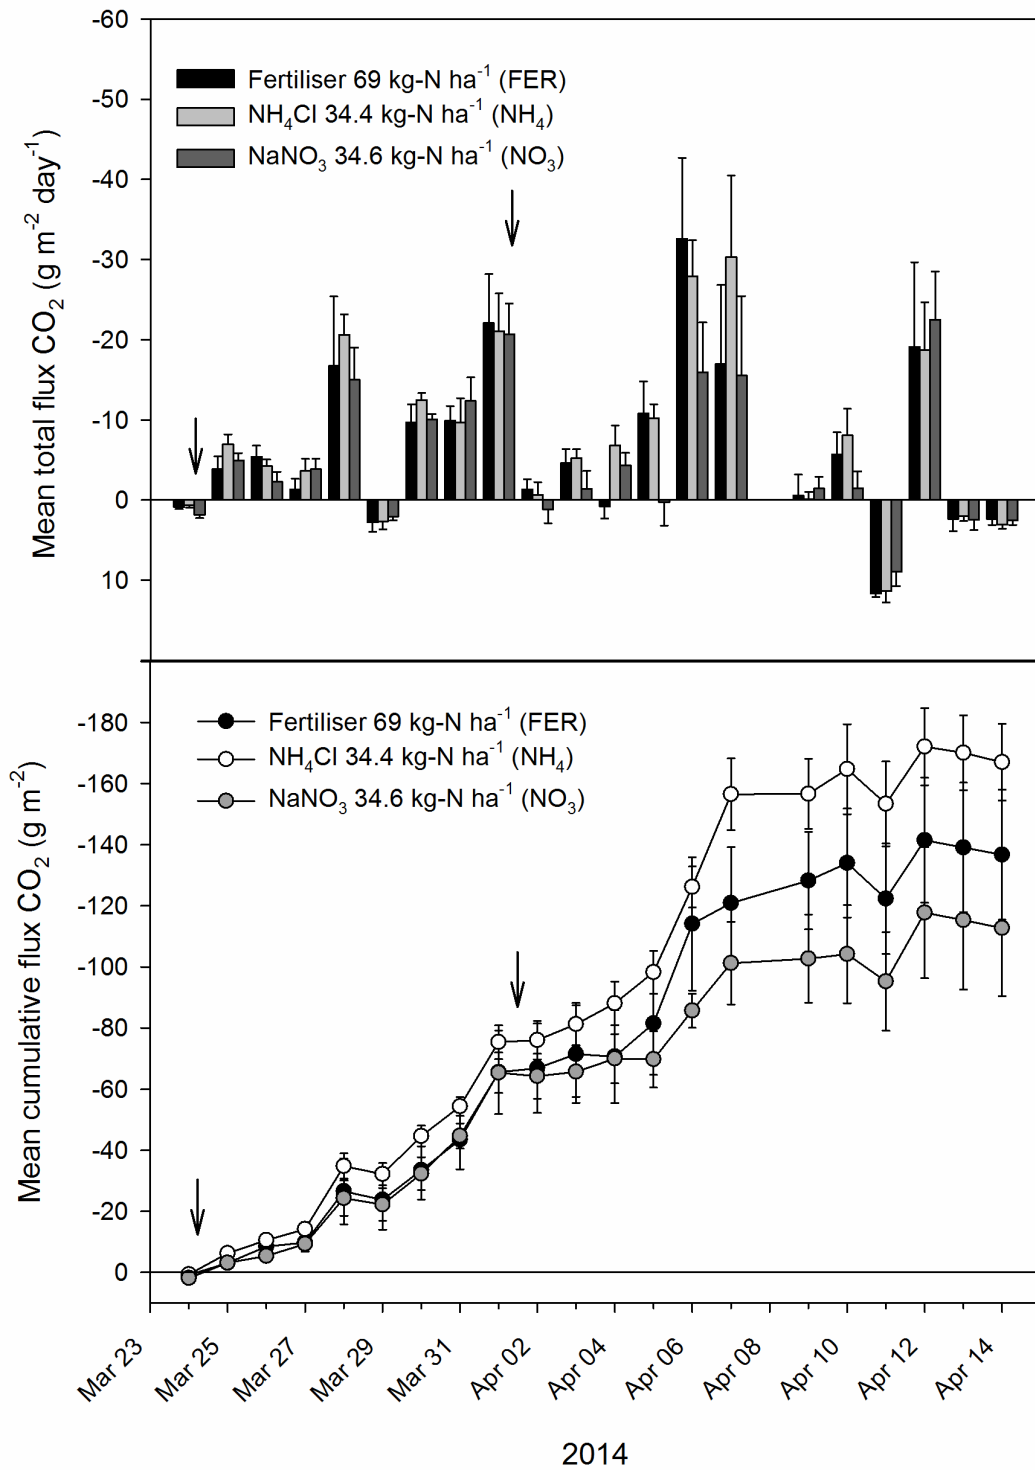 -60
-50
-40
-30
-20
-10
0
10
Mean total flux CO₂ (g m⁻² day⁻¹)
Fertiliser 69 kg-N ha⁻¹ (FER)
NH₄Cl 34.4 kg-N ha⁻¹ (NH₄)
NaNO₃ 34.6 kg-N ha⁻¹ (NO₃)
-180
-160
-140
-120
-100
-80
-60
-40
-20
0
Mean cumulative flux CO₂ (g m⁻²)
Fertiliser 69 kg-N ha⁻¹ (FER)
NH₄Cl 34.4 kg-N ha⁻¹ (NH₄)
NaNO₃ 34.6 kg-N ha⁻¹ (NO₃)
Mar 23
Mar 25
Mar 27
Mar 29
Mar 31
Apr 02
Apr 04
Apr 06
Apr 08
Apr 10
Apr 12
Apr 14
2014